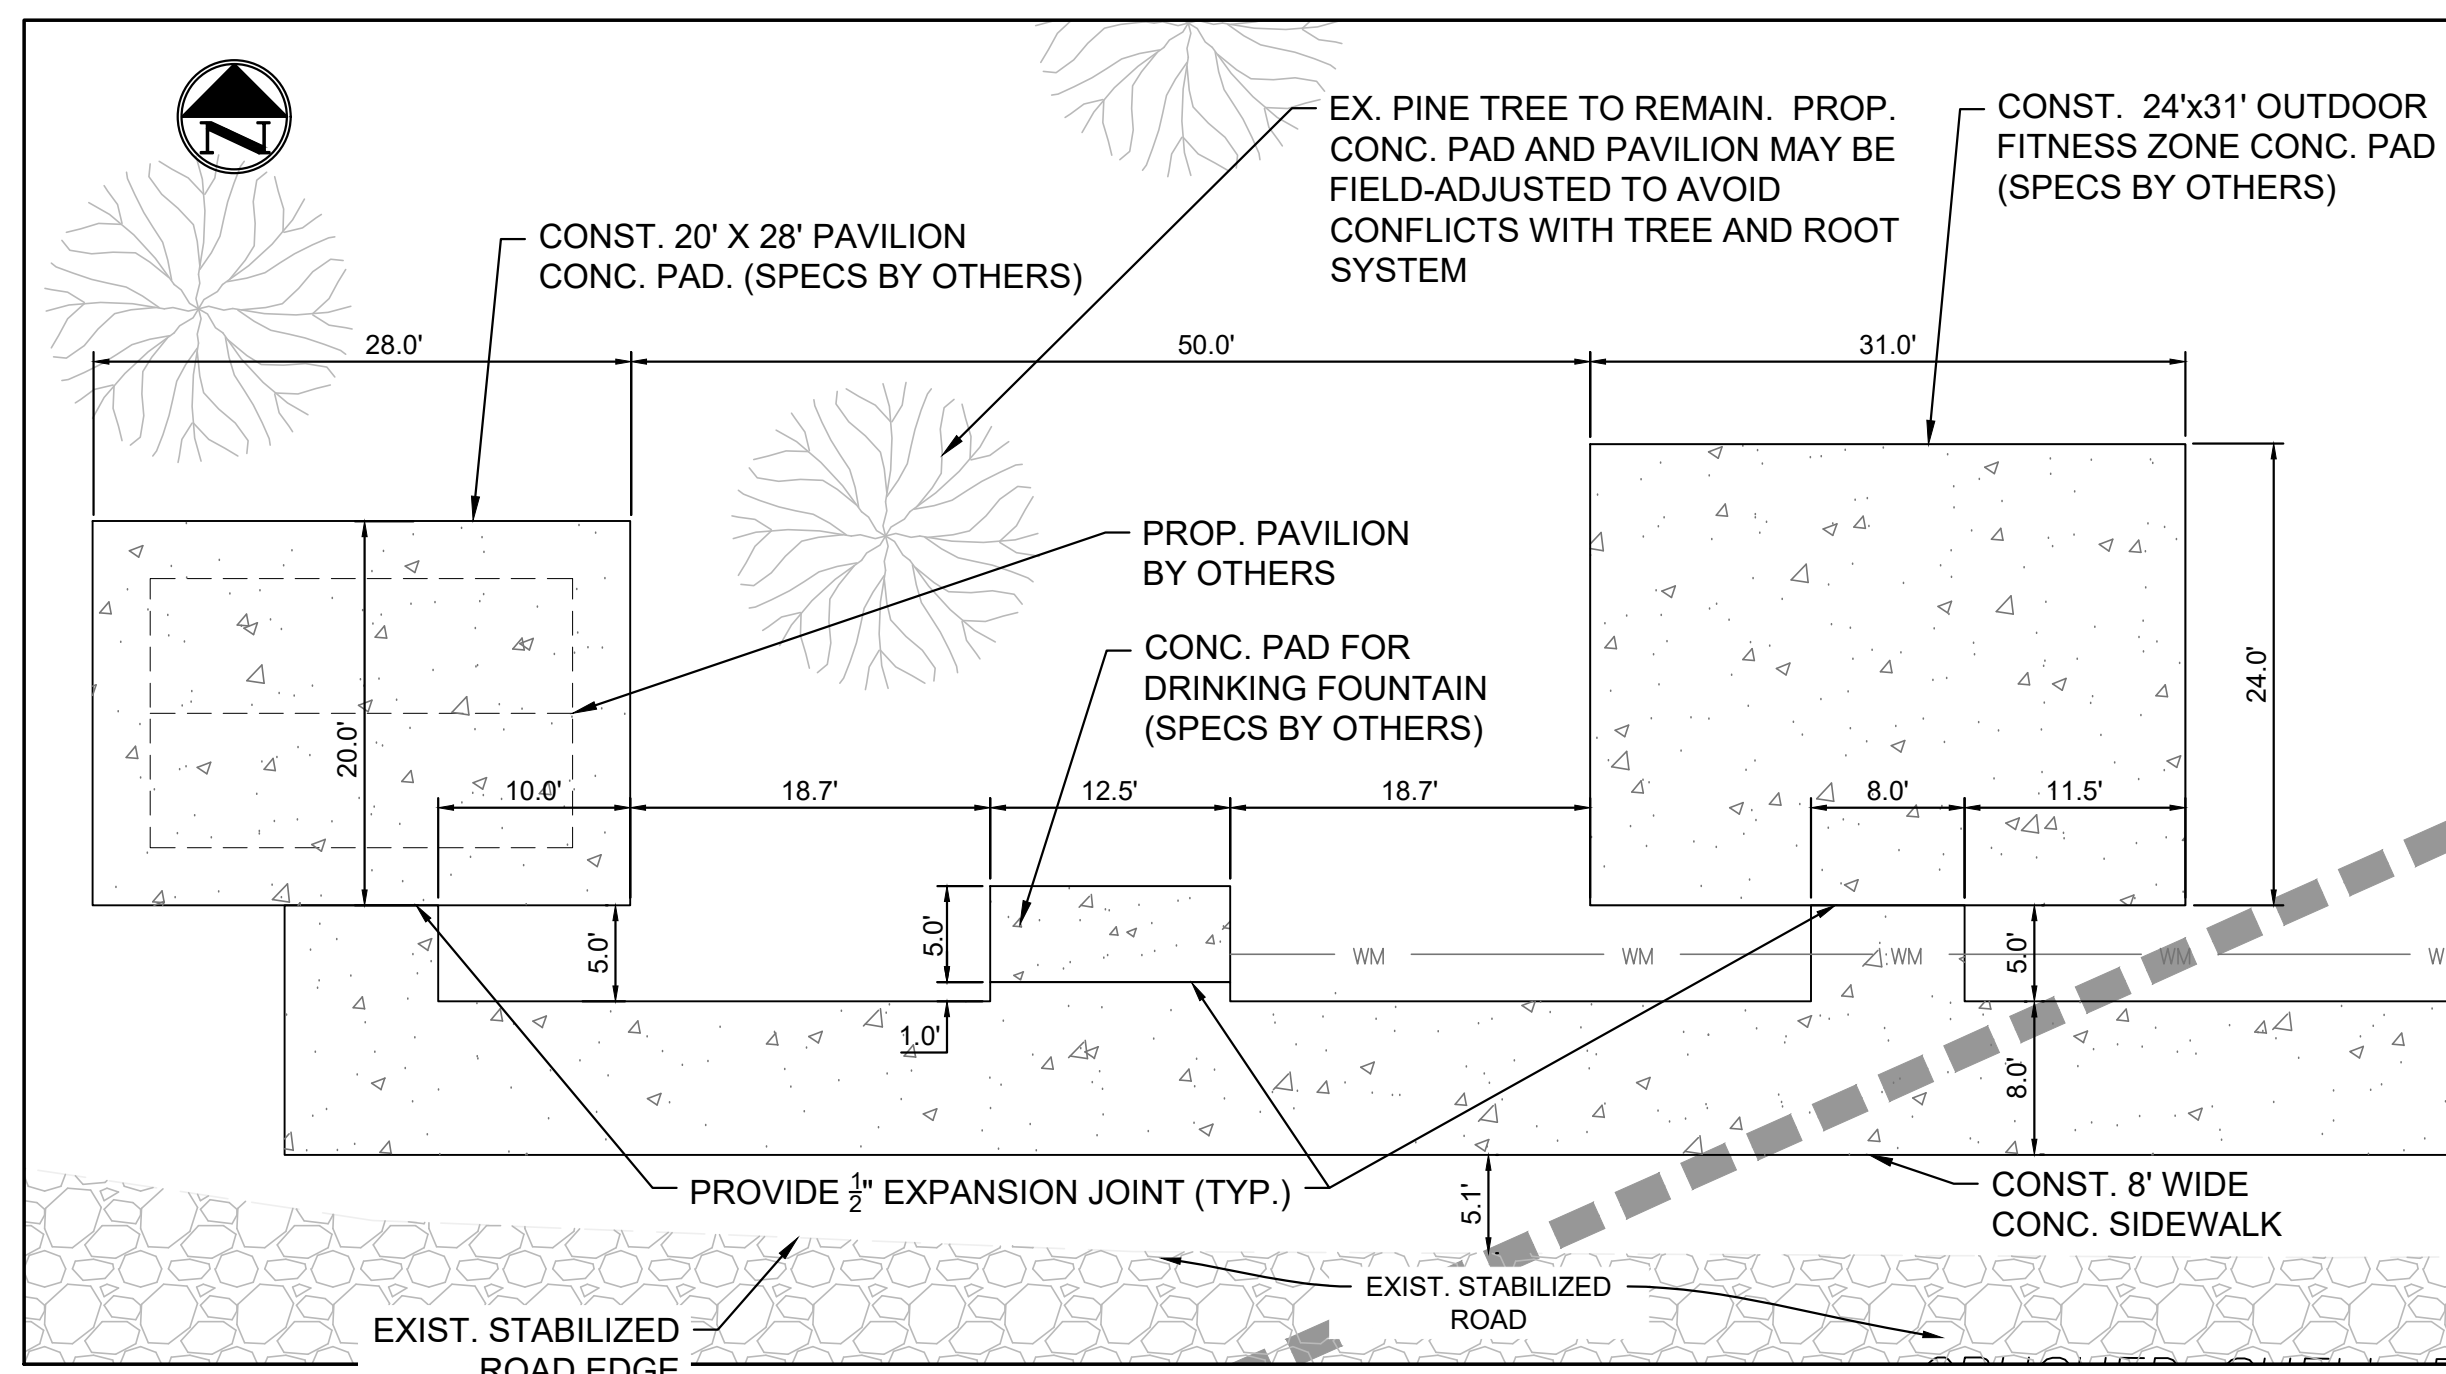 N
EX. PINE TREE TO REMAIN.  PROP.
CONC. PAD AND PAVILION MAY BE
FIELD-ADJUSTED TO AVOID
CONFLICTS WITH TREE AND ROOT
SYSTEM
CONST.  24'x31' OUTDOOR
FITNESS ZONE CONC. PAD
(SPECS BY OTHERS)
CONST. 20' X 28' PAVILION
CONC. PAD. (SPECS BY OTHERS)
28.0'
50.0'
31.0'
PROP. PAVILION
BY OTHERS
CONC. PAD FOR
DRINKING FOUNTAIN
(SPECS BY OTHERS)
24.0'
20.0'
10.0'
18.7'
12.5'
18.7'
8.0'
11.5'
5.0'
5.0'
WM
WM
WM
5.0'
WM
1.0'
8.0'
PROVIDE ½" EXPANSION JOINT (TYP.)
5.1'
CONST. 8' WIDE
CONC. SIDEWALK
EXIST. STABILIZED
ROAD
EXIST. STABILIZED
ROAD EDGE